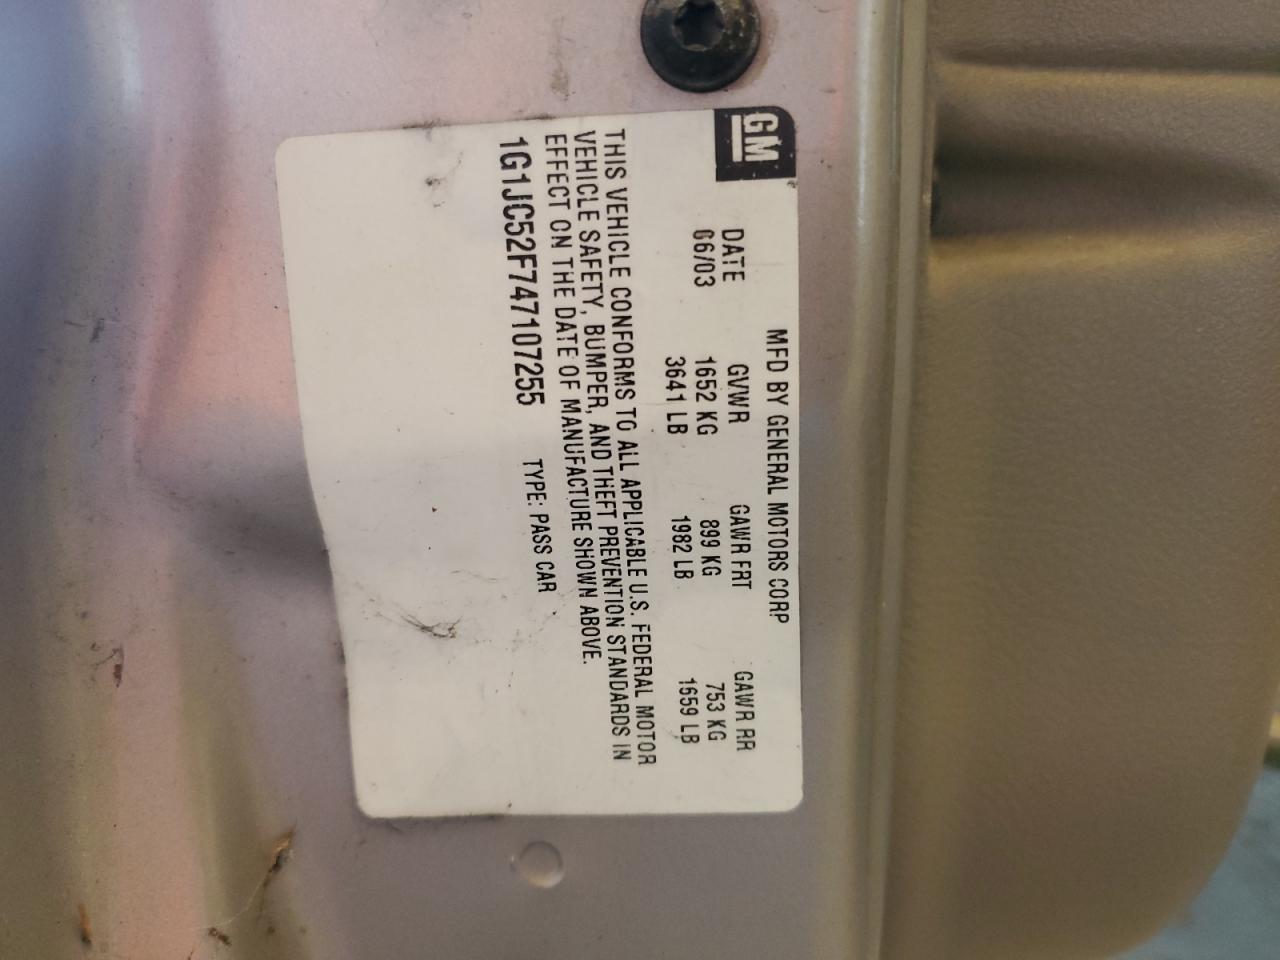 GM
MFD BY GENERAL MOTORS CORP
DATE GVWR GAWR FRT GAWR RR
06/03 1652 KG 899 KG 753 KG
3641 LB 1982 LB 1659 LB
THIS VEHICLE CONFORMS TO ALL APPLICABLE U.S. FEDERAL MOTOR
VEHICLE SAFETY, BUMPER, AND THEFT PREVENTION STANDARDS IN
EFFECT ON THE DATE OF MANUFACTURE SHOWN ABOVE.
1G1JC52F747107255 TYPE: PASS CAR